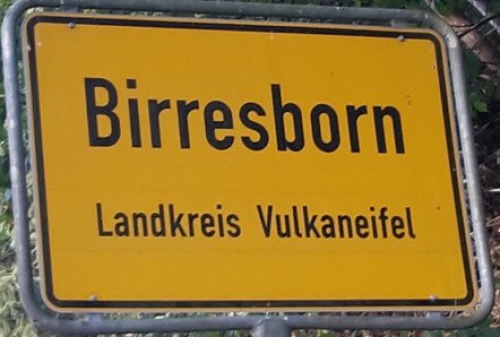 Birresborn
Landkreis Vulkaneifel